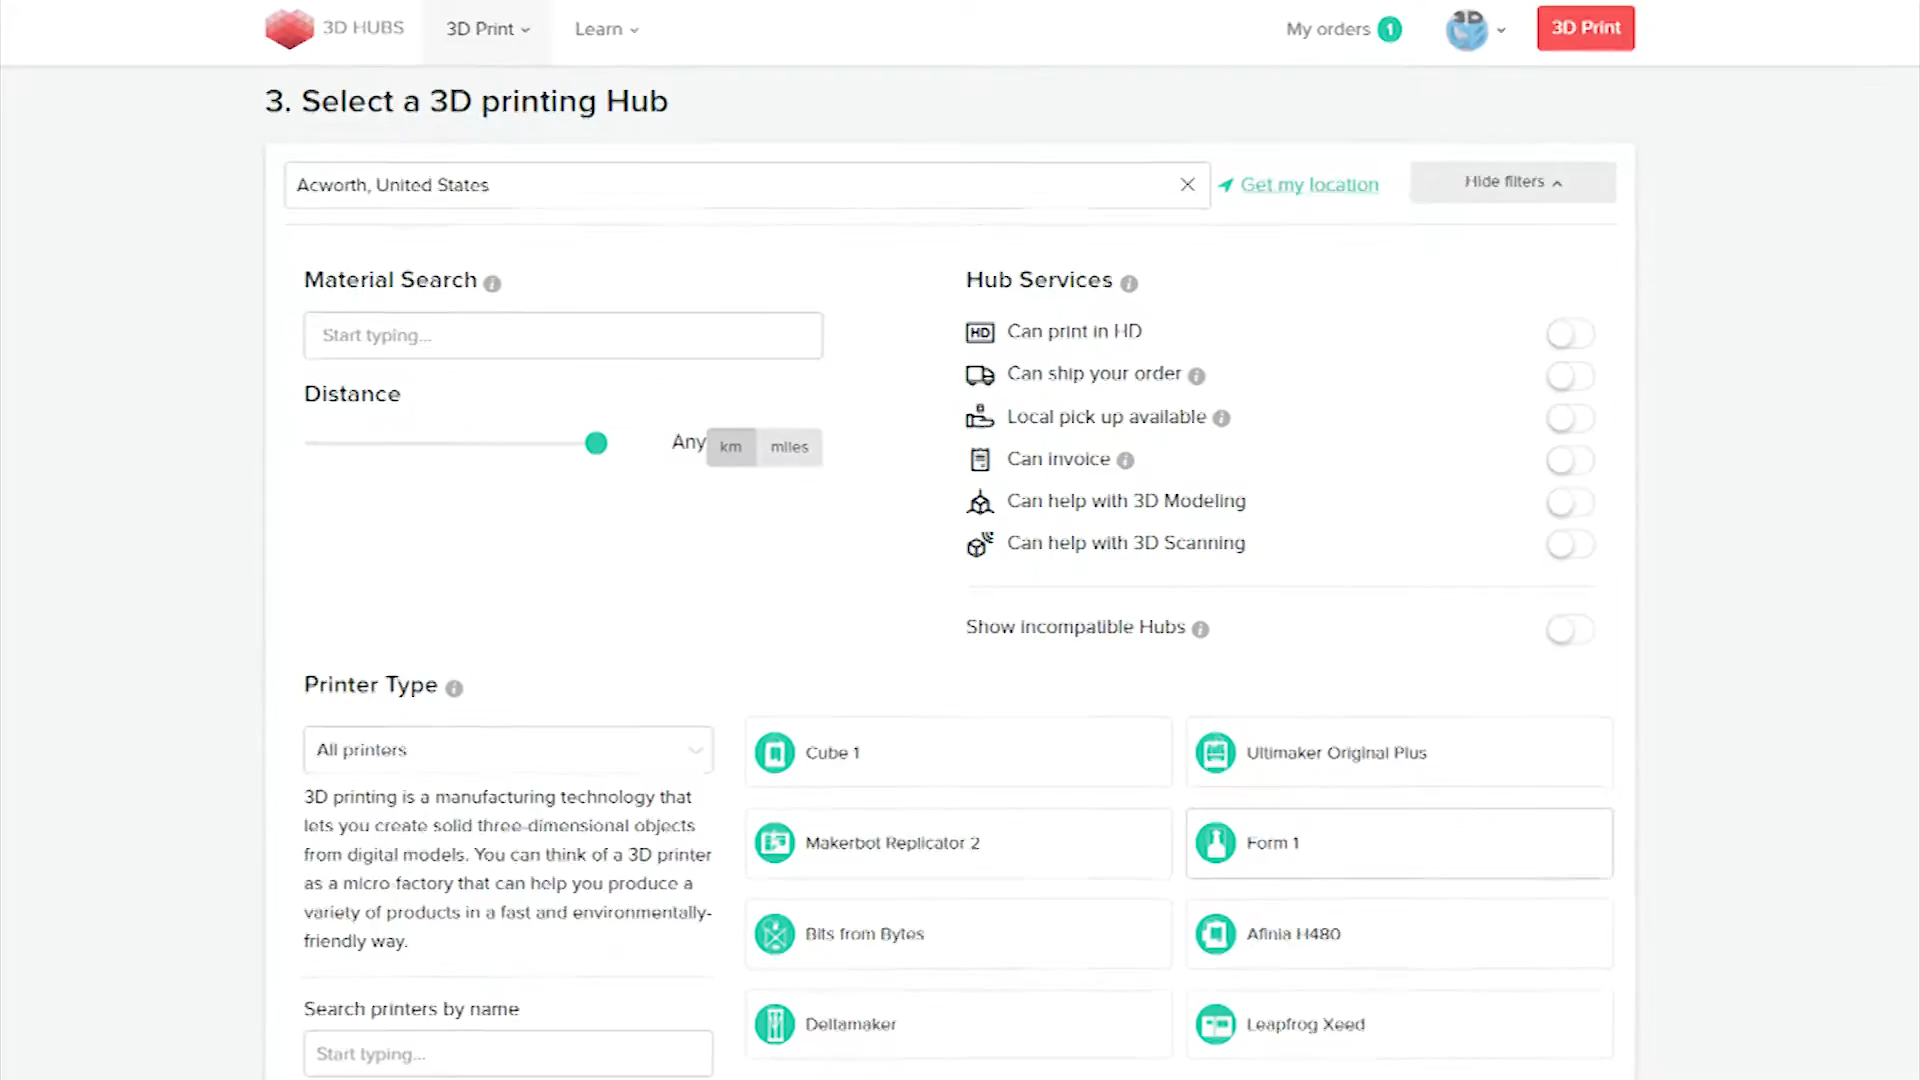 3D HUBS
3D Print
Learn
My orders 1
3D
3D Print
3. Select a 3D printing Hub
Acworth, United States
Get my location
Hide filters
Material Search
Start typing...
Distance
Any
km
miles
Hub Services
HD Can print in HD
Can ship your order
Local pick up available
Can invoice
Can help with 3D Modeling
Can help with 3D Scanning
Show incompatible Hubs
Printer Type
All printers
3D printing is a manufacturing technology that
lets you create solid three-dimensional objects
from digital models. You can think of a 3D printer
as a micro-factory that can help you produce a
variety of products in a fast and environmentally-
friendly way.
Search printers by name
Start typing...
Cube 1
Ultimaker Original Plus
Makerbot Replicator 2
Form 1
Bits from Bytes
Afinia H480
Deltamaker
Leapfrog Xeed